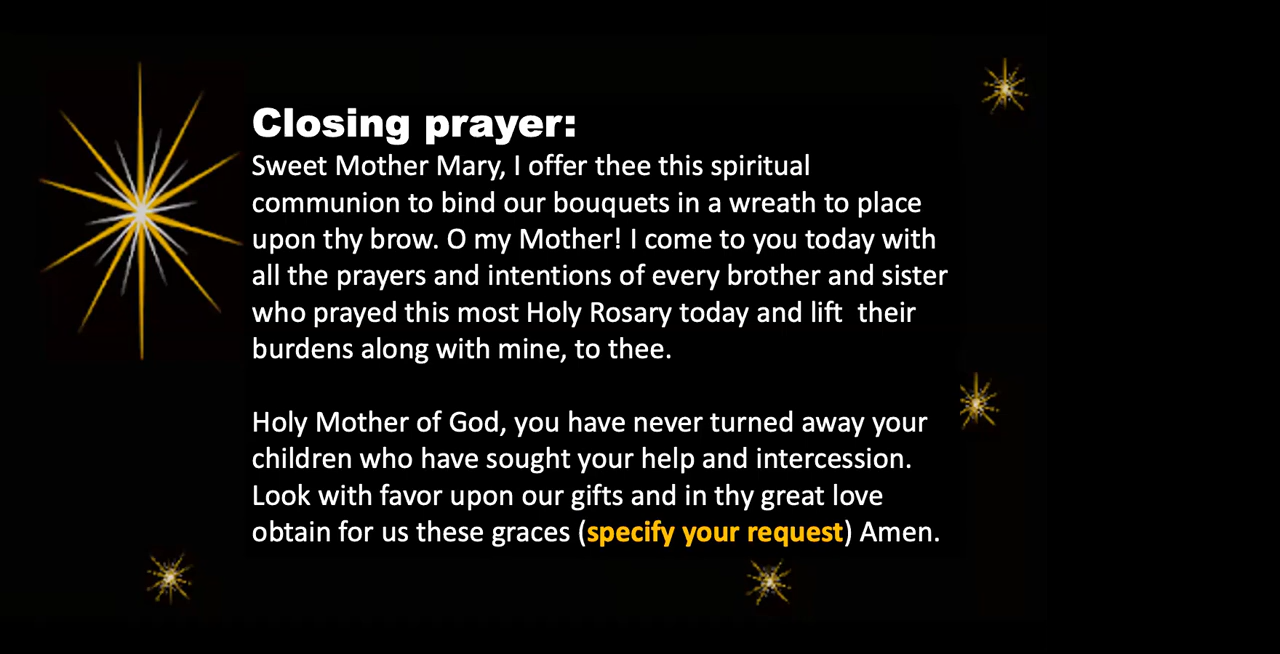 Closing prayer:
Sweet Mother Mary, I offer thee this spiritual
communion to bind our bouquets in a wreath to place
upon thy brow. O my Mother! I come to you today with
all the prayers and intentions of every brother and sister
who prayed this most Holy Rosary today and lift  their
burdens along with mine, to thee.
Holy Mother of God, you have never turned away your
children who have sought your help and intercession.
Look with favor upon our gifts and in thy great love
obtain for us these graces (specify your request) Amen.